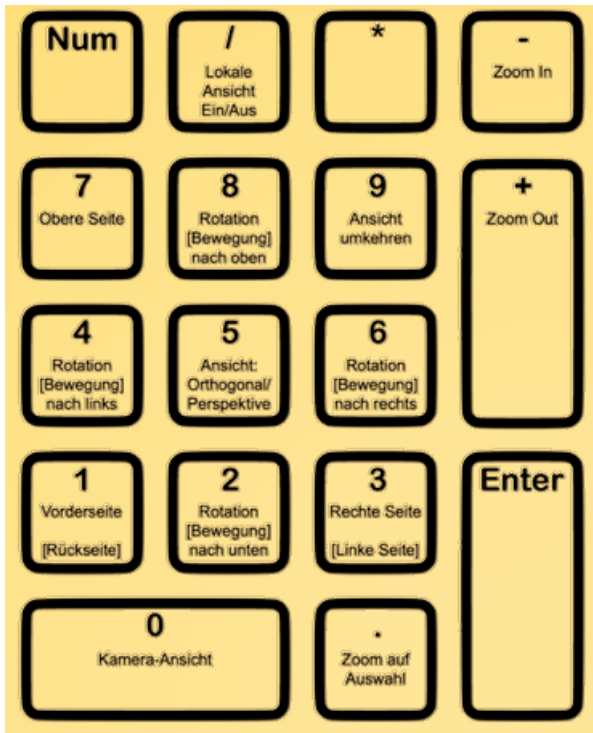 Num
/
Lokale
Ansicht
Ein/Aus
*
-
Zoom In
7
Obere Seite
8
Rotation
[Bewegung]
nach oben
9
Ansicht
umkehren
+
Zoom Out
4
Rotation
[Bewegung]
nach links
5
Ansicht:
Orthogonal/
Perspektive
6
Rotation
[Bewegung]
nach rechts
1
Vorderseite
[Rückseite]
2
Rotation
[Bewegung]
nach unten
3
Rechte Seite
[Linke Seite]
Enter
0
Kamera-Ansicht
.
Zoom auf
Auswahl